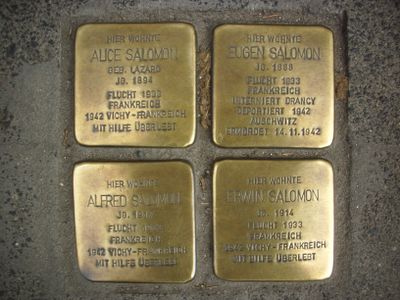 HIER WOHNTE
ALICE SALOMON
GEB. LAZARD
JG. 1894
FLUCHT 1933
FRANKREICH
1942 VICHY-FRANKREICH
MIT HILFE ÜBERLEBT
HIER WOHNTE
EUGEN SALOMON
JG. 1888
FLUCHT 1933
FRANKREICH
INTERNIERT DRANCY
DEPORTIERT 1942
AUSCHWITZ
ERMORDET 14.11.1942
HIER WOHNTE
ALFRED SALOMON
JG.
FLUCHT 1933
FRANKREICH
1942 VICHY-FRANKREICH
MIT HILFE ÜBERLEBT
HIER WOHNTE
ERWIN SALOMON
JG. 1914
FLUCHT 1933
FRANKREICH
1942 VICHY-FRANKREICH
MIT HILFE ÜBERLEBT